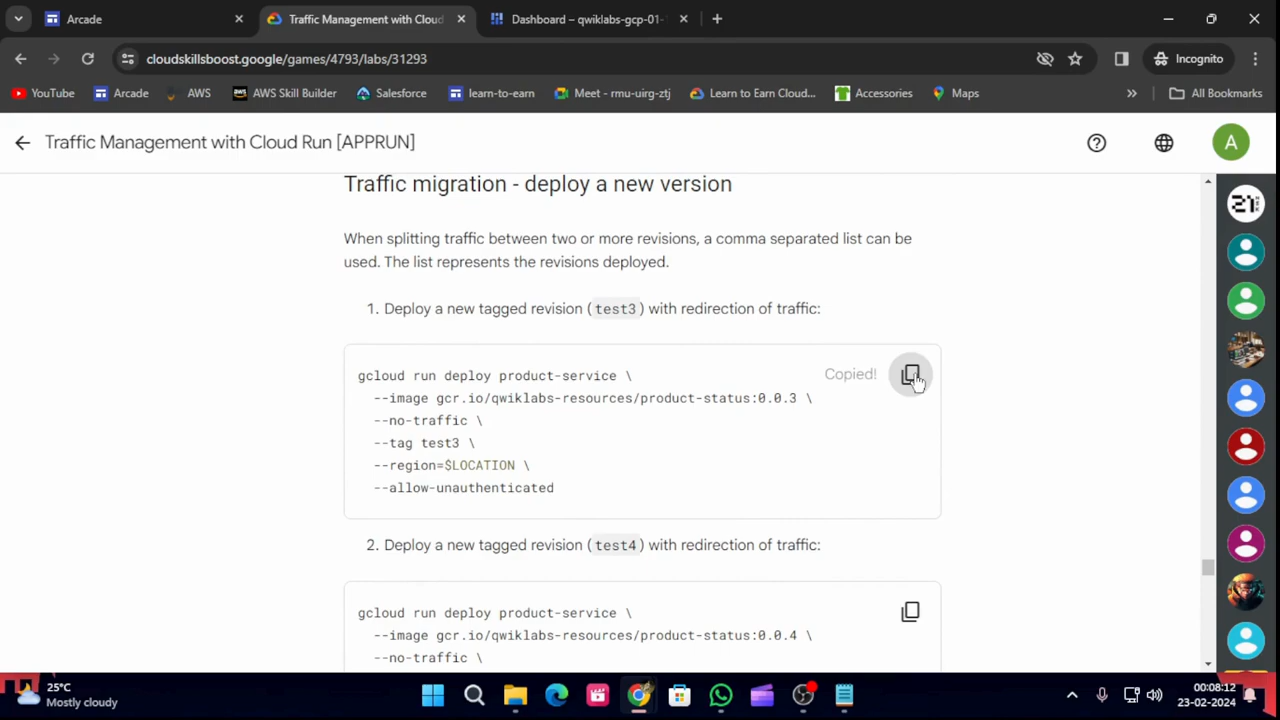 Arcade
Traffic Management with Cloud
Dashboard – qwiklabs-gcp-01-
cloudskillsboost.google/games/4793/labs/31293
Incognito
YouTube
Arcade
AWS
AWS Skill Builder
Salesforce
learn-to-earn
Meet - rmu-uirg-ztj
Learn to Earn Cloud...
Accessories
Maps
All Bookmarks
Traffic Management with Cloud Run [APPRUN]
A
Traffic migration - deploy a new version
When splitting traffic between two or more revisions, a comma separated list can be
used. The list represents the revisions deployed.
1. Deploy a new tagged revision (test3) with redirection of traffic:
gcloud run deploy product-service \
Copied!
--image gcr.io/qwiklabs-resources/product-status:0.0.3 \
--no-traffic \
--tag test3 \
--region=$LOCATION \
--allow-unauthenticated
2. Deploy a new tagged revision (test4) with redirection of traffic:
gcloud run deploy product-service \
--image gcr.io/qwiklabs-resources/product-status:0.0.4 \
--no-traffic \
25°C
Mostly cloudy
00:08:12
23-02-2024